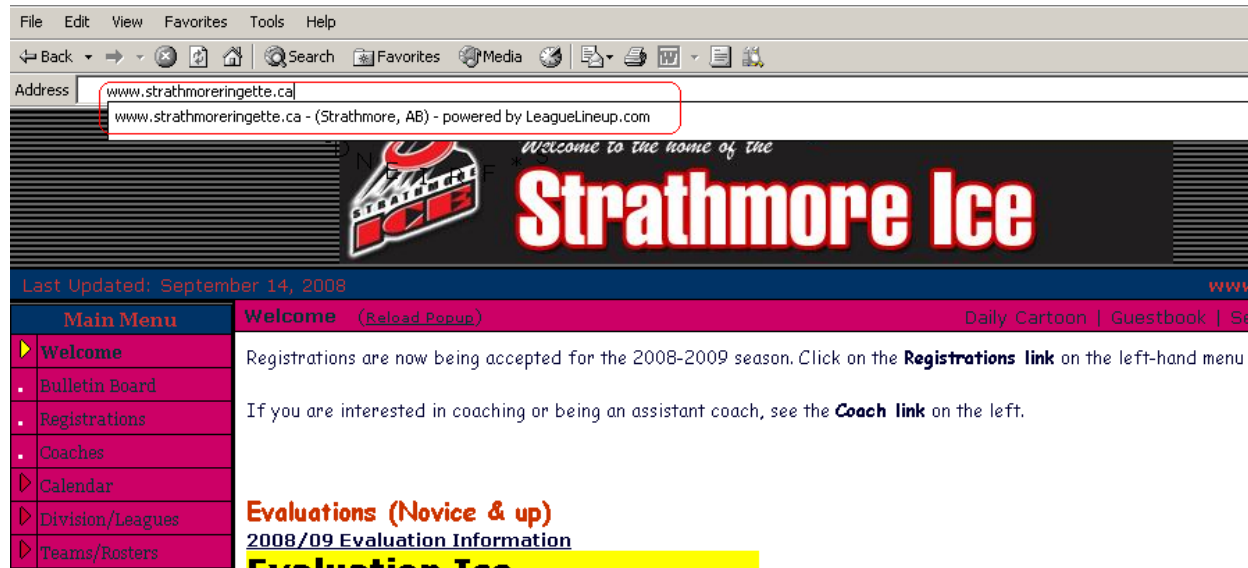 File Edit View Favorites Tools Help
Back Search Favorites Media
Address www.strathmoreringette.ca
www.strathmoreringette.ca - (Strathmore, AB) - powered by LeagueLineup.com
Welcome to the home of the
D N E I R F * S
STRATHMORE
ICE
Strathmore Ice
Last Updated: September 14, 2008
www
Main Menu
Welcome (Reload Popup) Daily Cartoon | Guestbook | Se
Welcome
Registrations are now being accepted for the 2008-2009 season. Click on the Registrations link on the left-hand menu
Bulletin Board
Registrations
If you are interested in coaching or being an assistant coach, see the Coach link on the left.
Coaches
Calendar
Division/Leagues
Teams/Rosters
Evaluations (Novice & up)
2008/09 Evaluation Information
Evaluation Ice